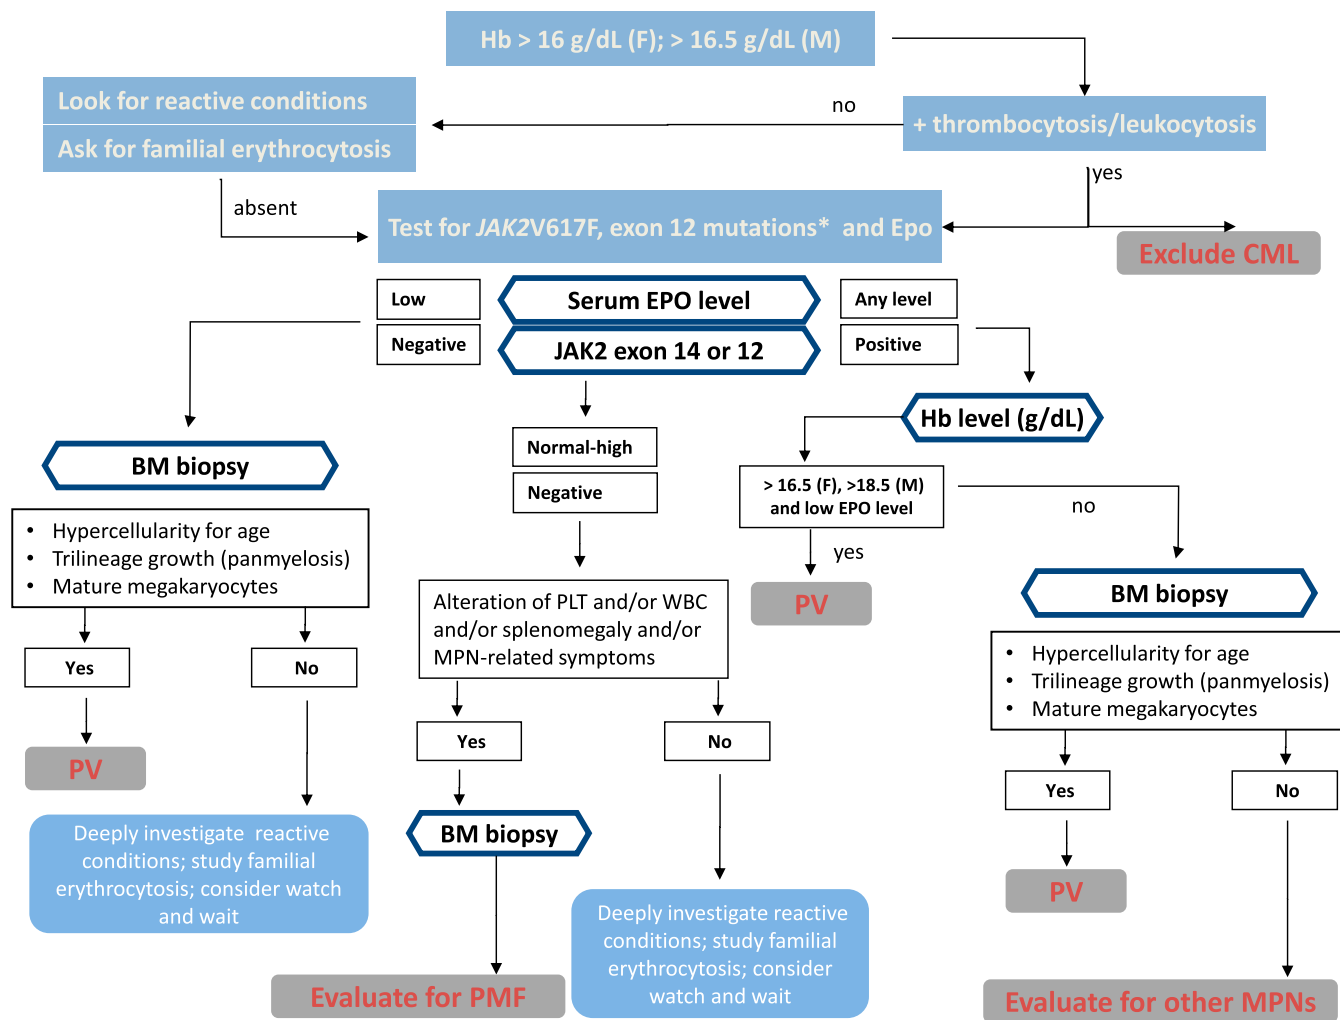 Hb > 16 g/dL (F); > 16.5 g/dL (M)
Look for reactive conditions
Ask for familial erythrocytosis
no
+ thrombocytosis/leukocytosis
yes
absent
Test for JAK2V617F, exon 12 mutations* and Epo
Exclude CML
Low
Serum EPO level
Any level
Negative
JAK2 exon 14 or 12
Positive
Hb level (g/dL)
BM biopsy
Normal-high
Negative
> 16.5 (F), >18.5 (M)
and low EPO level
no
yes
• Hypercellularity for age
• Trilineage growth (panmyelosis)
• Mature megakaryocytes
Alteration of PLT and/or WBC
and/or splenomegaly and/or
MPN-related symptoms
PV
BM biopsy
• Hypercellularity for age
• Trilineage growth (panmyelosis)
• Mature megakaryocytes
Yes
No
Yes
No
PV
Yes
No
Deeply investigate reactive
conditions; study familial
erythrocytosis; consider watch
and wait
BM biopsy
PV
Deeply investigate reactive
conditions; study familial
erythrocytosis; consider
watch and wait
Evaluate for PMF
Evaluate for other MPNs